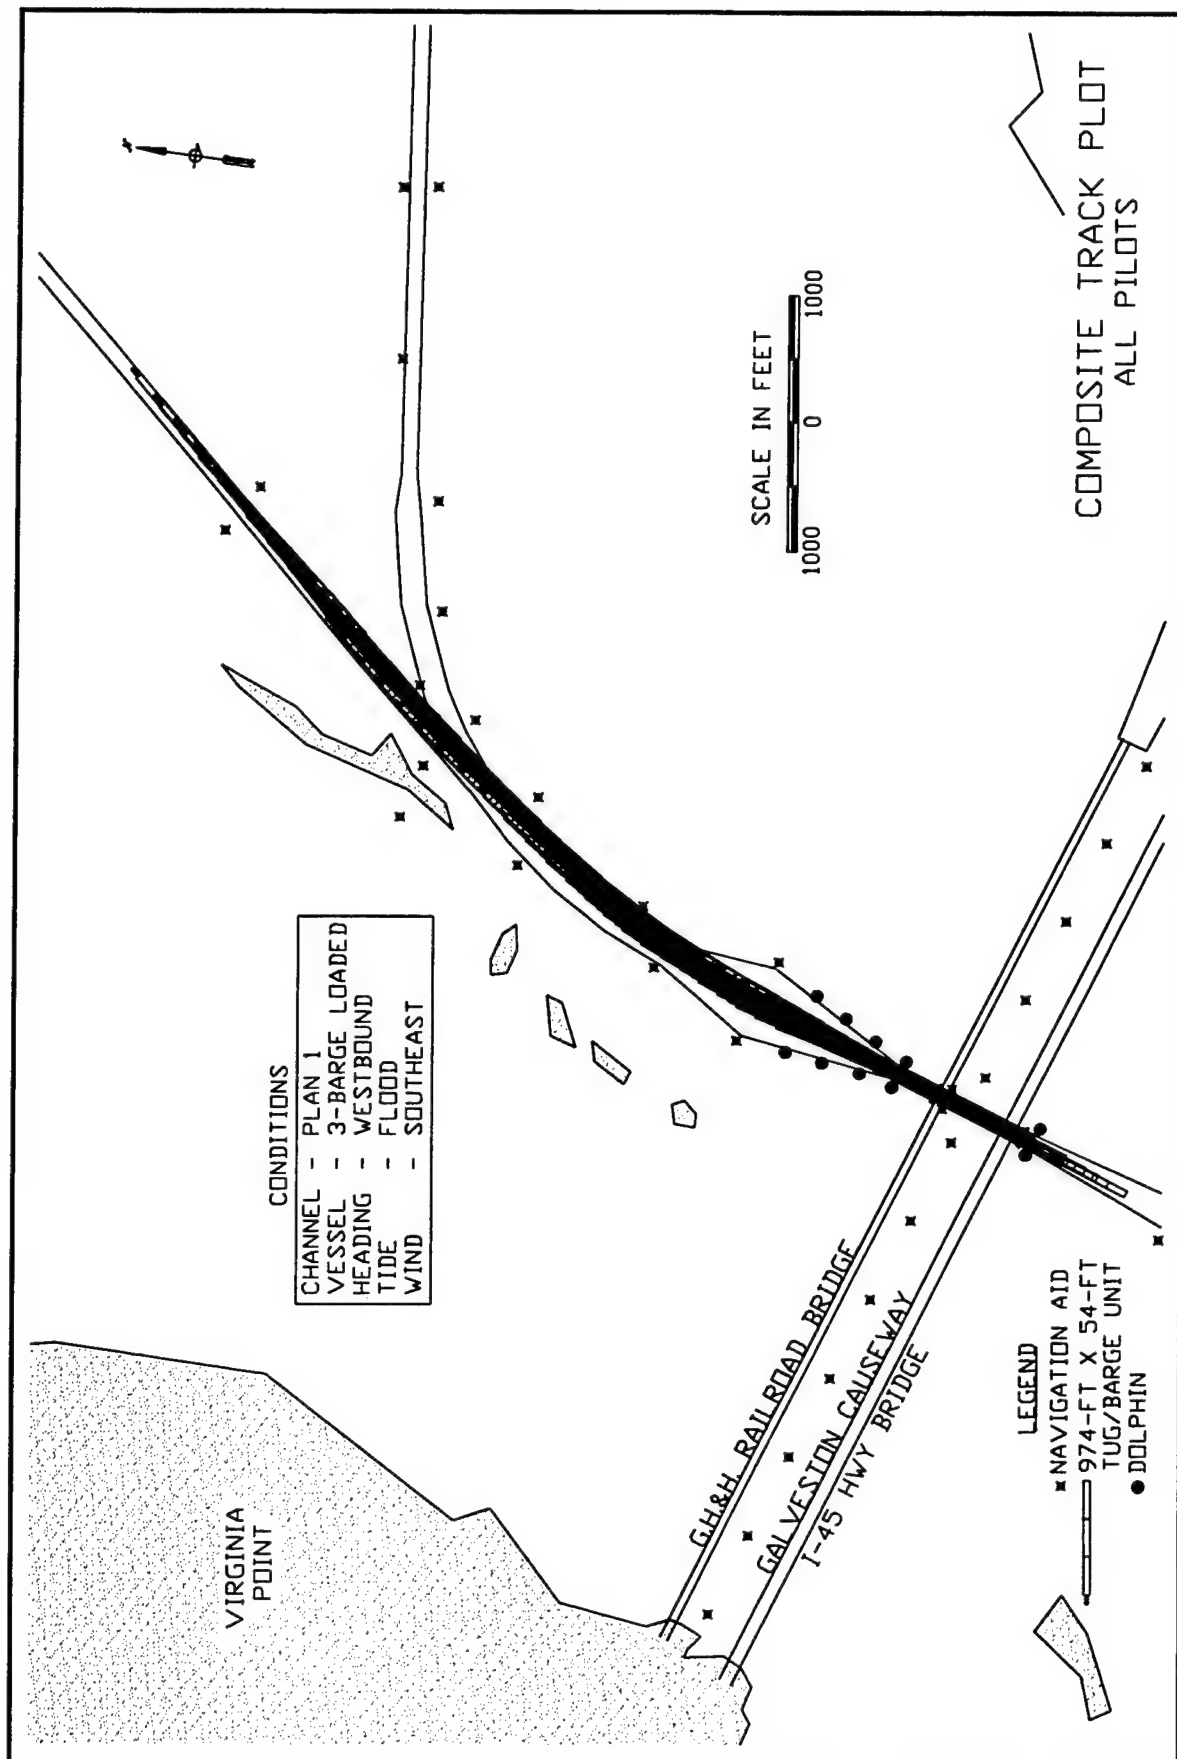 VIRGINIA
POINT
CONDITIONS
CHANNEL - PLAN 1
VESSEL - 3-BARGE LOADED
HEADING - WESTBOUND
TIDE - FLOOD
WIND - SOUTHEAST
G.H.&H. RAILROAD BRIDGE
GALVESTON CAUSEWAY
I-45 HWY BRIDGE
SCALE IN FEET
1000 0 1000
LEGEND
NAVIGATION AID
974-FT X 54-FT
TUG/BARGE UNIT
DOLPHIN
COMPOSITE TRACK PLOT
ALL PILOTS